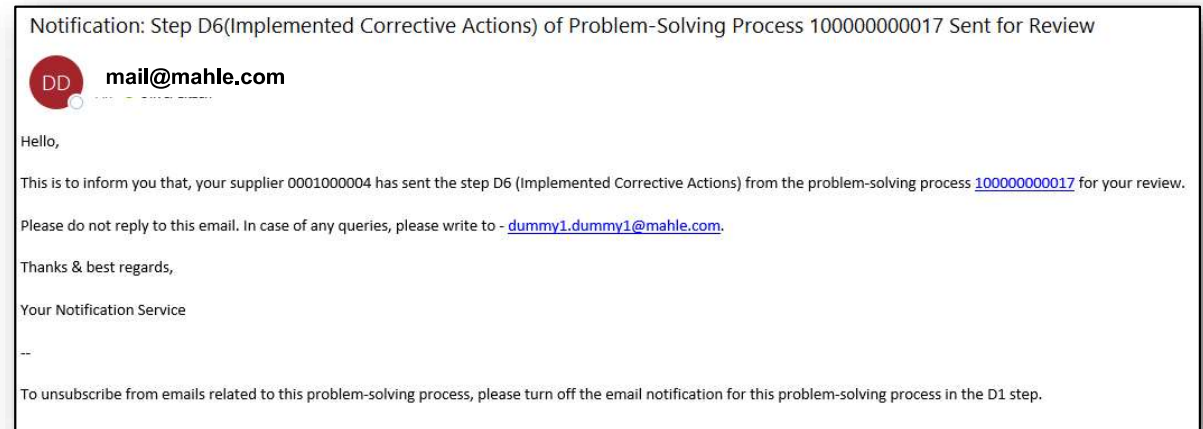 Notification: Step D6(Implemented Corrective Actions) of Problem-Solving Process 100000000017 Sent for Review
DD
mail@mahle.com
Hello,
This is to inform you that, your supplier 0001000004 has sent the step D6 (Implemented Corrective Actions) from the problem-solving process 100000000017 for your review.
Please do not reply to this email. In case of any queries, please write to - dummy1.dummy1@mahle.com.
Thanks & best regards,
Your Notification Service
--
To unsubscribe from emails related to this problem-solving process, please turn off the email notification for this problem-solving process in the D1 step.